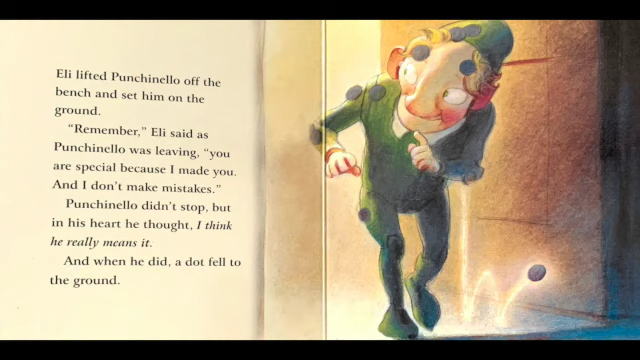 Eli lifted Punchinello off the
bench and set him on the
ground.
“Remember,” Eli said as
Punchinello was leaving, “you
are special because I made you.
And I don’t make mistakes.”
Punchinello didn’t stop, but
in his heart he thought, I think
he really means it.
And when he did, a dot fell to
the ground.